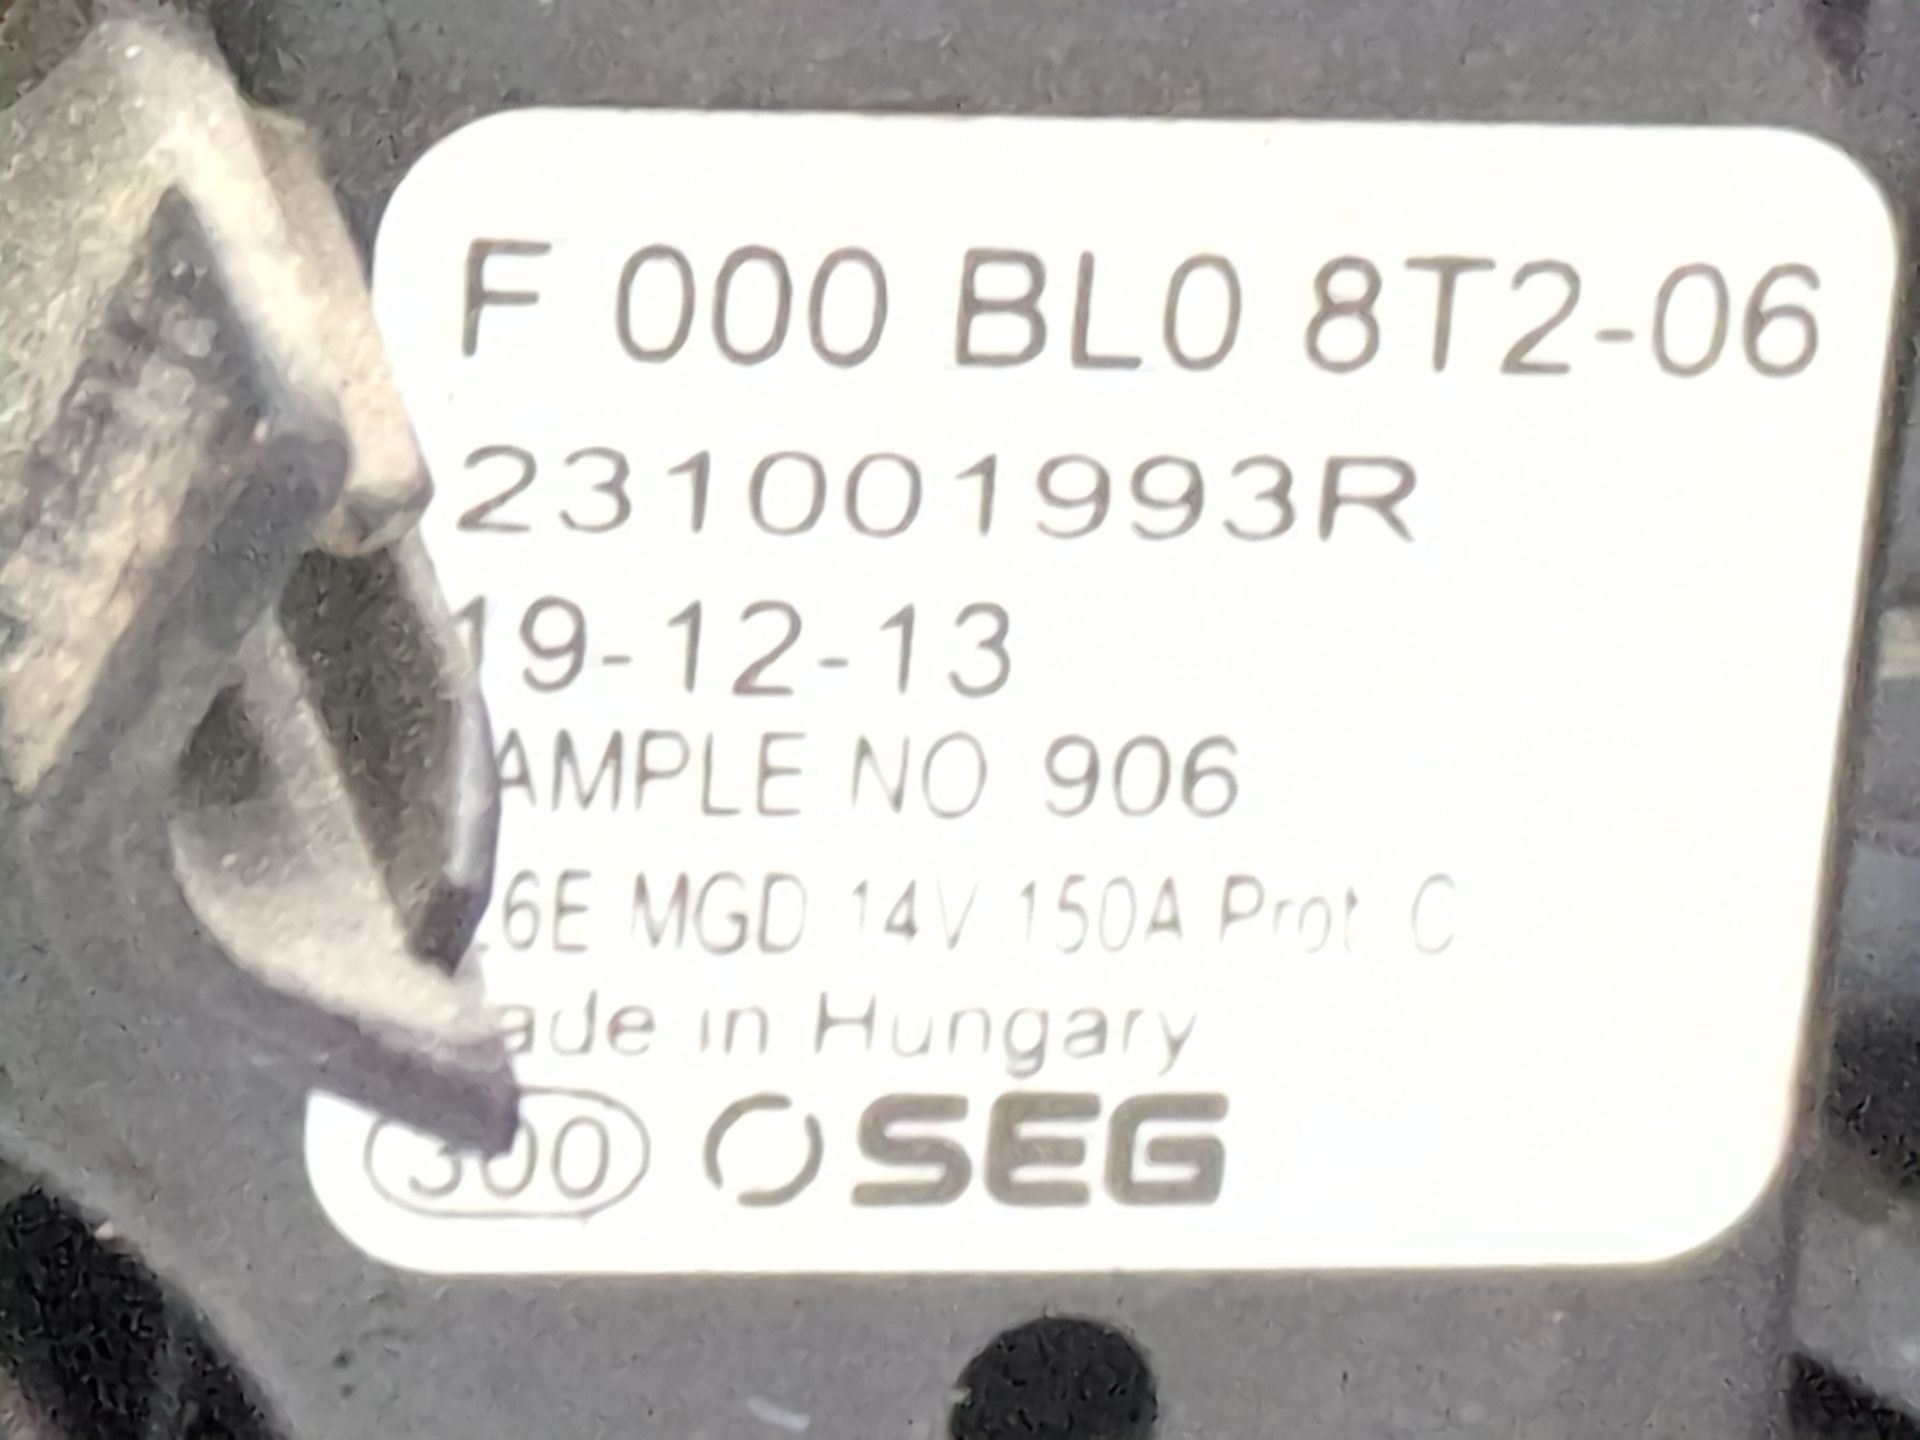 F 000 BL0 8T2-06
231001993R
19-12-13
AMPLE NO 906
6E MGD 14V 150A Prot C
ade in Hungary
300 SEG